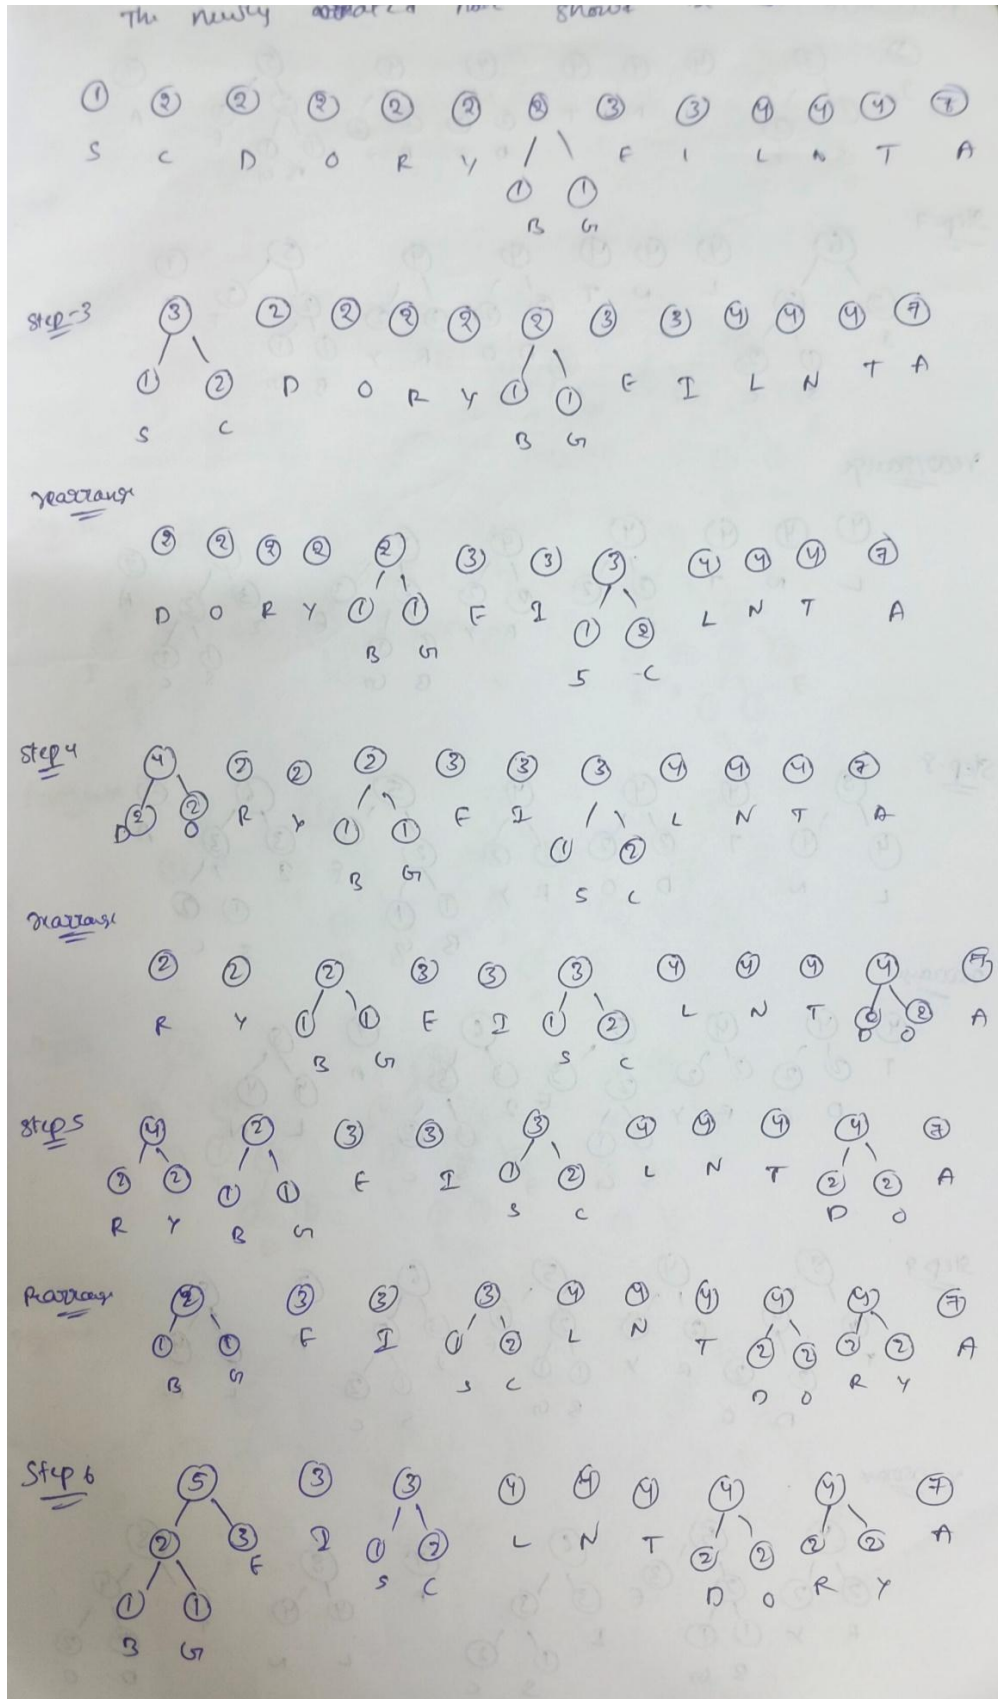 The newly
1 2 2 2 2 2 2 3 3 4 4 4 7
S C D O R Y E I L N T A
1 1
B G
Step-3 3 2 2 2 2 2 3 3 4 4 4 7
1 2 D O R Y 1 1 E I L N T A
S C B G
rearrange
2 2 2 2 2 3 3 3 4 4 4 7
D O R Y 1 1 E I 1 2 L N T A
B G S C
Step 4 4 2 2 2 3 3 3 4 4 4 7
D 2 2 O R Y 1 1 E I 1 2 L N T A
B G S C
rearrange
2 2 2 3 3 3 4 4 4 4 7
R Y 1 1 E I 1 2 L N T 2 2 A
B G S C D O
Step 5 4 2 3 3 3 4 4 4 4 7
2 2 1 1 E I 1 2 L N T 2 2 A
R Y B G S C D O
Rearrange 2 3 3 3 4 4 4 4 4 7
1 1 E I 1 2 L N T 2 2 2 2 A
B G S C D O R Y
Step 6 5 3 3 4 4 4 4 4 7
2 3 E I 1 2 L N T 2 2 2 2 A
S C D O R Y
1 1
B G